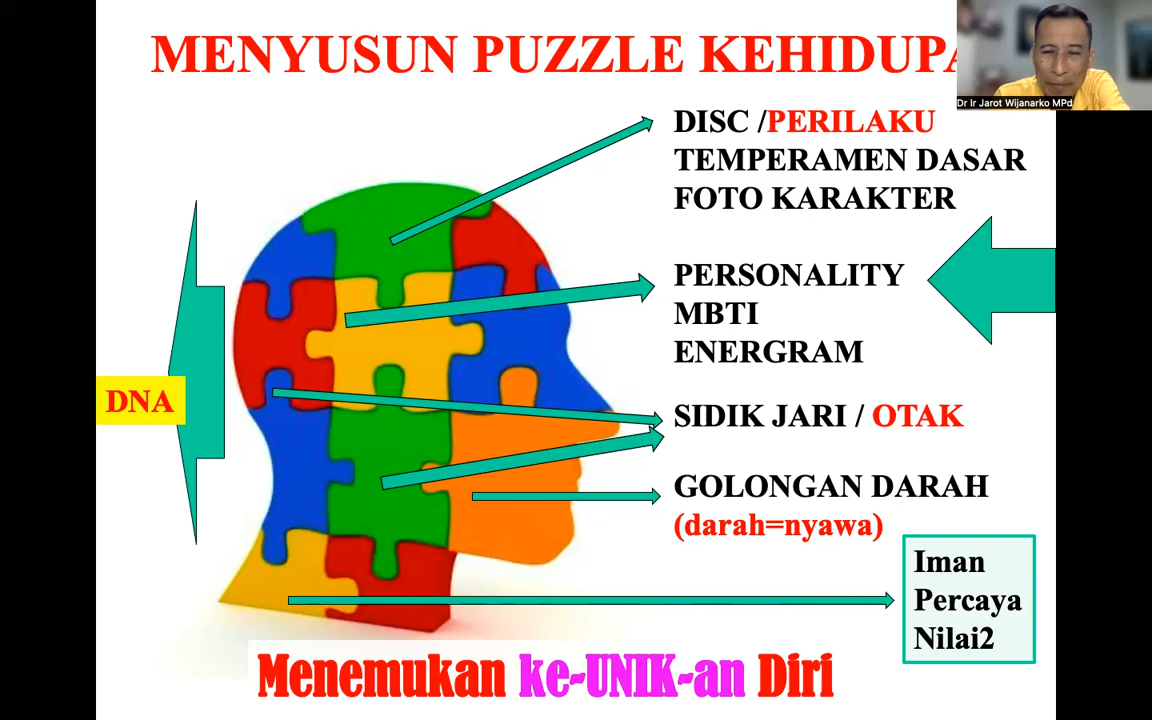 MENYUSUN PUZZLE KEHIDUPA
Dr Ir Jarot Wijanarko MPd
DISC /PERILAKU
TEMPERAMEN DASAR
FOTO KARAKTER
PERSONALITY
MBTI
ENERGRAM
DNA
SIDIK JARI / OTAK
GOLONGAN DARAH
(darah=nyawa)
Iman
Percaya
Nilai2
Menemukan ke-UNIK-an Diri